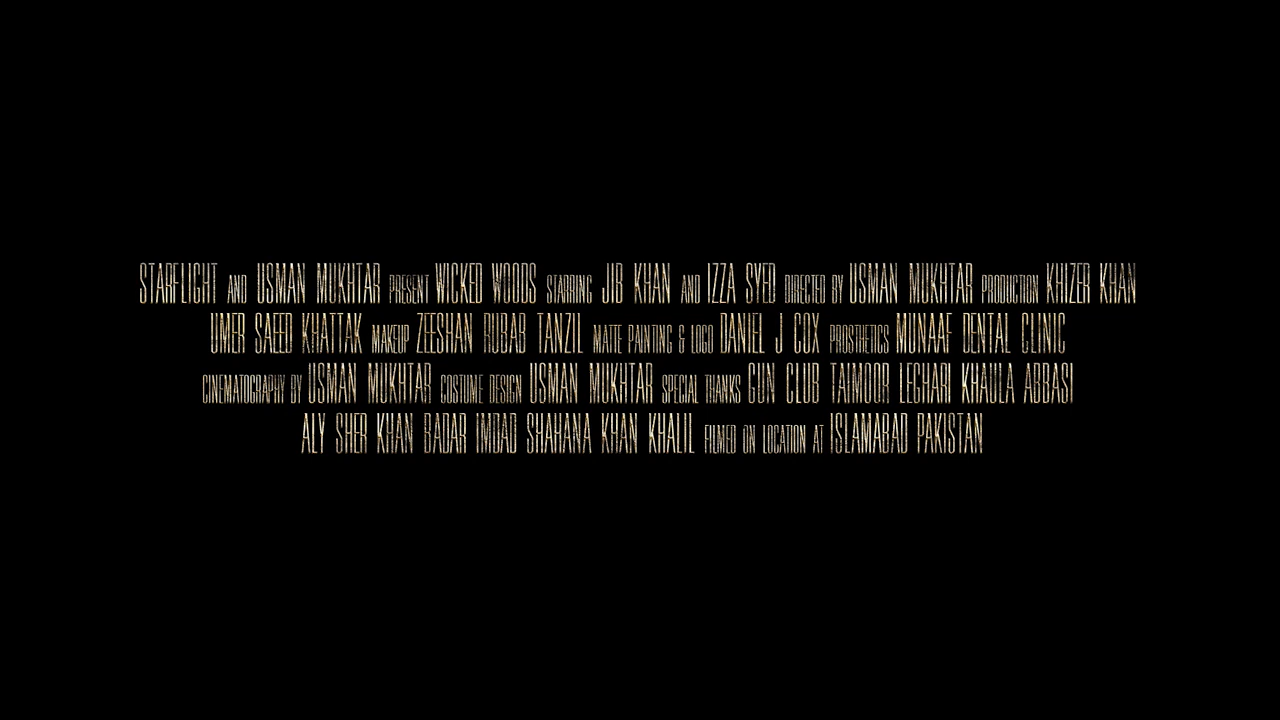 STARFLIGHT AND USMAN MUKHTAR PRESENT WICKED WOODS STARRING JIB KHAN AND IZZA SYED DIRECTED BY USMAN MUKHTAR PRODUCTION KHIZER KHAN
UMER SAEED KHATTAK MAKEUP ZEESHAN RUBAB TANZIL MATTE PAINTING & LOGO DANIEL J COX PROSTHETICS MUNAAF DENTAL CLINIC
CINEMATOGRAPHY BY USMAN MUKHTAR COSTUME DESIGN USMAN MUKHTAR SPECIAL THANKS GUN CLUB TAIMOOR LEGHARI KHAULA ABBASI
ALY SHER KHAN BADAR IMDAD SHAHANA KHAN KHALIL FILMED ON LOCATION AT ISLAMABAD PAKISTAN